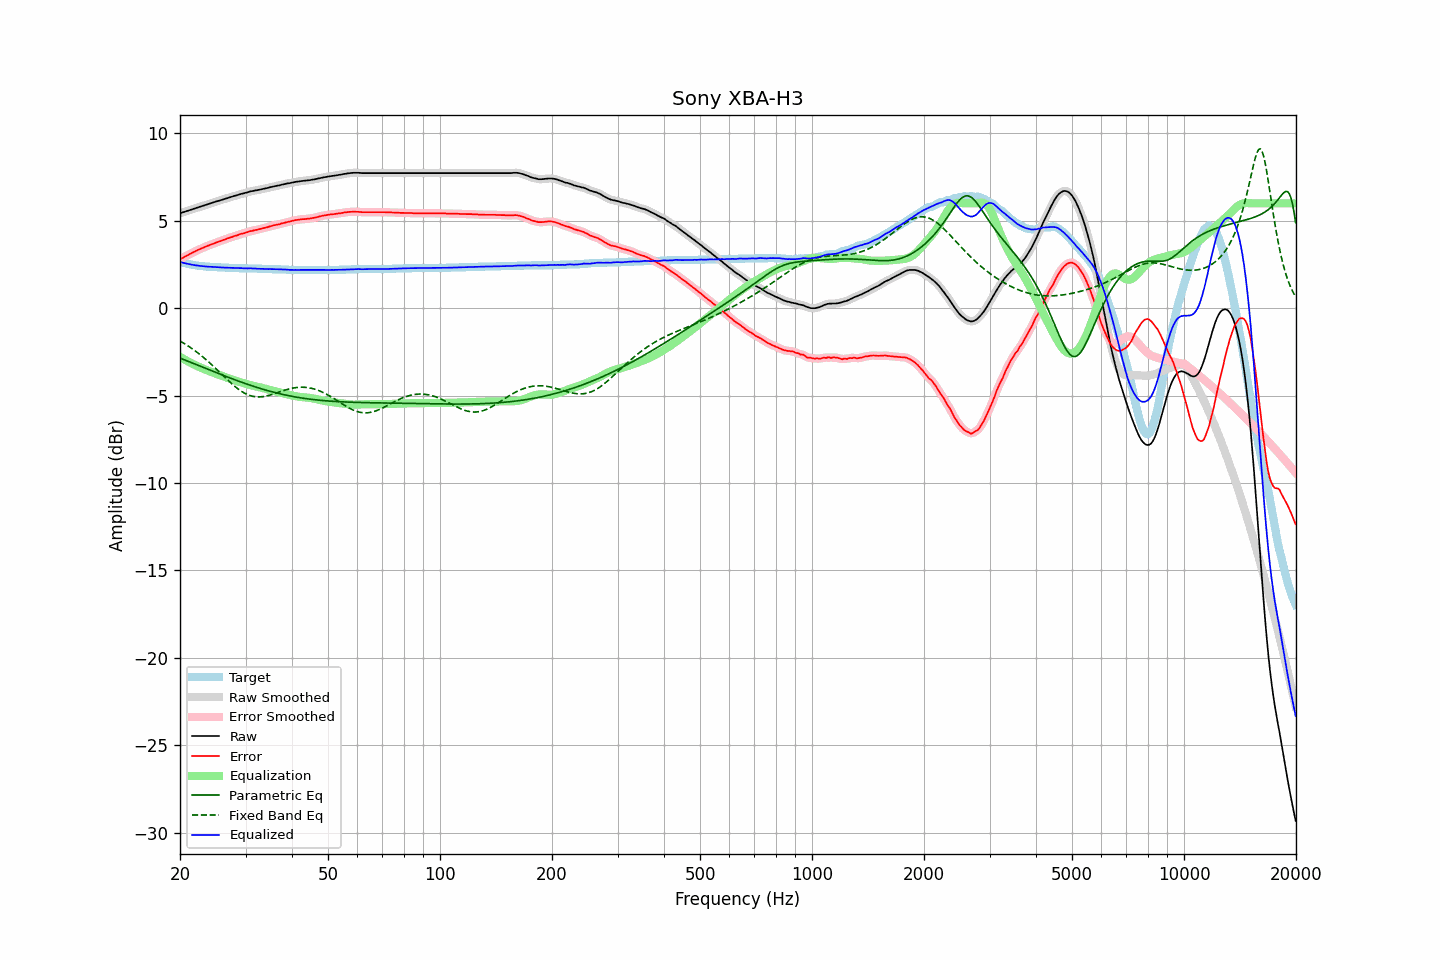 Sony XBA-H3
Amplitude (dBr)
10
5
0
−5
−10
−15
−20
−25
−30
Target
Raw Smoothed
Error Smoothed
Raw
Error
Equalization
Parametric Eq
Fixed Band Eq
Equalized
20 50 100 200 500 1000 2000 5000 10000 20000
Frequency (Hz)